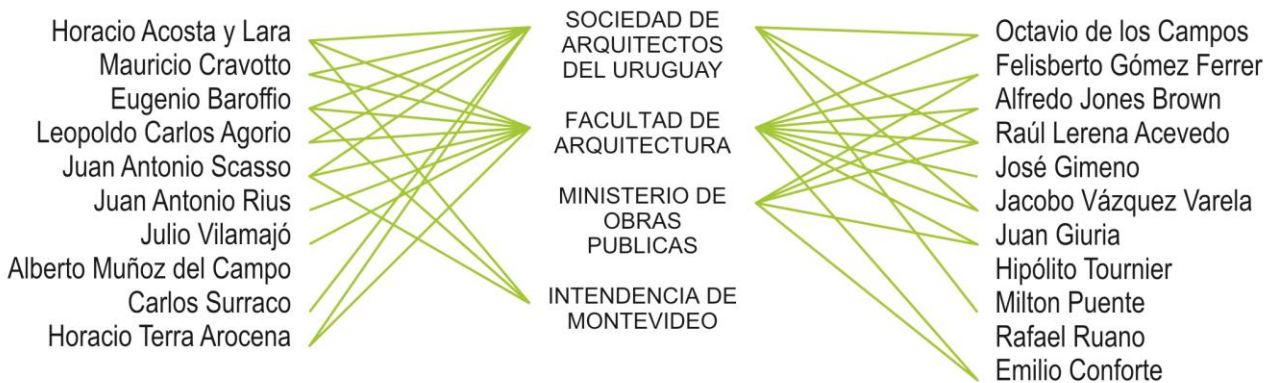 Horacio Acosta y Lara
Mauricio Cravotto
Eugenio Baroffio
Leopoldo Carlos Agorio
Juan Antonio Scasso
Juan Antonio Rius
Julio Vilamajó
Alberto Muñoz del Campo
Carlos Surraco
Horacio Terra Arocena
SOCIEDAD DE
ARQUITECTOS
DEL URUGUAY
FACULTAD DE
ARQUITECTURA
MINISTERIO DE
OBRAS
PUBLICAS
INTENDENCIA DE
MONTEVIDEO
Octavio de los Campos
Felisberto Gómez Ferrer
Alfredo Jones Brown
Raúl Lerena Acevedo
José Gimeno
Jacobo Vázquez Varela
Juan Giuria
Hipólito Tournier
Milton Puente
Rafael Ruano
Emilio Conforte